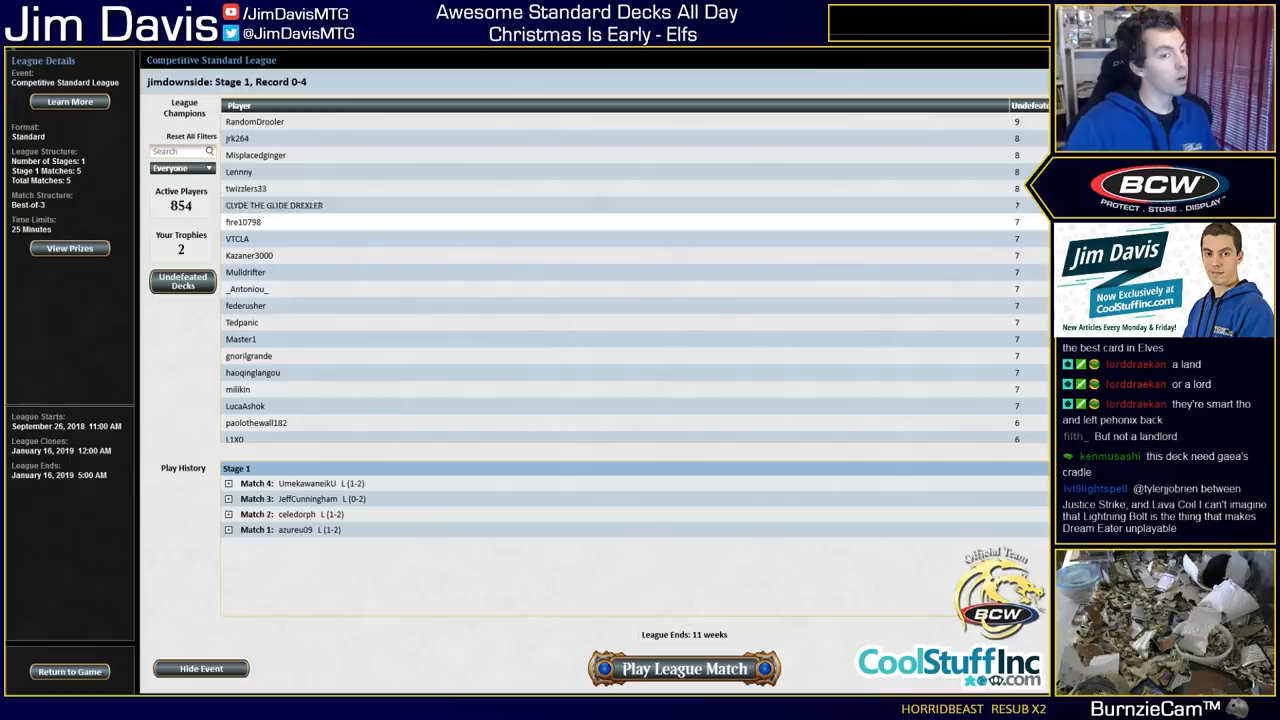 Jim Davis
/JimDavisMTG
@JimDavisMTG
Awesome Standard Decks All Day
Christmas Is Early - Elfs
League Details
Event:
Competitive Standard League
Learn More
Format:
Standard
League Structure:
Number of Stages: 1
Stage 1 Matches: 5
Total Matches: 5
Match Structure:
Best-of-3
Time Limits:
25 Minutes
View Prizes
League Starts:
September 26, 2018 11:00 AM
League Closes:
January 16, 2019 12:00 AM
League Ends:
January 16, 2019 5:00 AM
Return to Game
Competitive Standard League
jimdownside: Stage 1, Record 0-4
League
Champions
Reset All Filters
Search
Everyone
Active Players
854
Your Trophies
2
Undefeated
Decks
Player Undefeate
RandomDrooler 9
jrk264 8
Misplacedginger 8
Lennny 8
twizzlers33 8
CLYDE THE GLIDE DREXLER 7
fire10798 7
VTCLA 7
Kazaner3000 7
Mulldrifter 7
_Antoniou_ 7
federusher 7
Tedpanic 7
Master1 7
gnorilgrande 7
haoqinglangou 7
milikin 7
LucaAshok 7
paolothewall182 6
L1X0 6
Play History
Stage 1
Match 4: UmekawaneikU L (1-2)
Match 3: JeffCunningham L (0-2)
Match 2: celedorph L (1-2)
Match 1: azureu09 L (1-2)
League Ends: 11 weeks
Hide Event
Play League Match
Official Team
BCW
CoolStuffInc
.com
BCW
PROTECT . STORE . DISPLAY
Jim Davis
Now Exclusively at
CoolStuffInc.com
New Articles Every Monday & Friday!
the best card in Elves
lorddraekan a land
lorddraekan or a lord
lorddraekan they're smart tho
and left pehonix back
filth_ But not a landlord
kenmusashi this deck need gaea's
cradle
lvl9lightspell @tylerjjobrien between
Justice Strike, and Lava Coil I can't imagine
that Lightning Bolt is the thing that makes
Dream Eater unplayable
HORRIDBEAST RESUB X2
BurnzieCam™